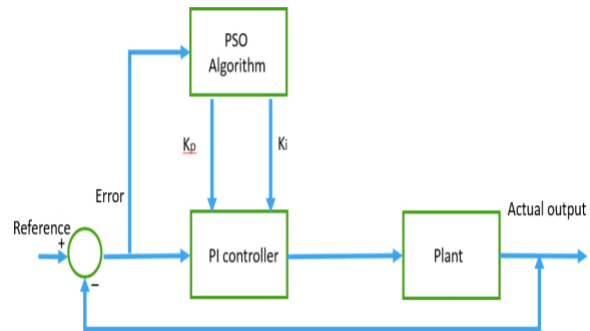 PSO
Algorithm
Kp
Ki
Error
Actual output
Reference
+
PI controller
Plant
−